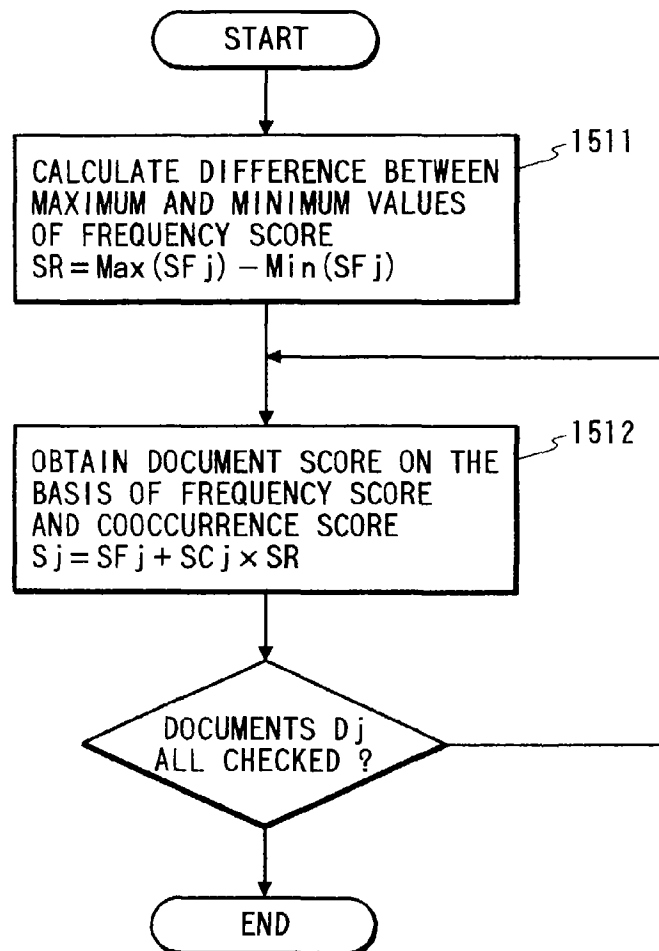 START
1511
CALCULATE DIFFERENCE BETWEEN
MAXIMUM AND MINIMUM VALUES
OF FREQUENCY SCORE
SR=Max(SFj)-Min(SFj)
1512
OBTAIN DOCUMENT SCORE ON THE
BASIS OF FREQUENCY SCORE
AND COOCCURRENCE SCORE
Sj=SFj+SCj×SR
DOCUMENTS Dj
ALL CHECKED ?
END